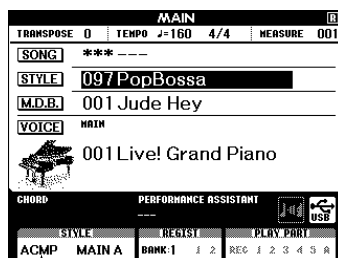 MAIN R
TRANSPOSE 0 TEMPO ♩=160 4/4 MEASURE 001
SONG *** ---
STYLE 097 PopBossa
M.D.B. 001 Jude Hey
VOICE MAIN
001 Live! Grand Piano
CHORD PERFORMANCE ASSISTANT
--- USB
STYLE REGIST PLAY PART
ACMP MAIN A BANK:1 1 2 REC 1 2 3 4 5 A